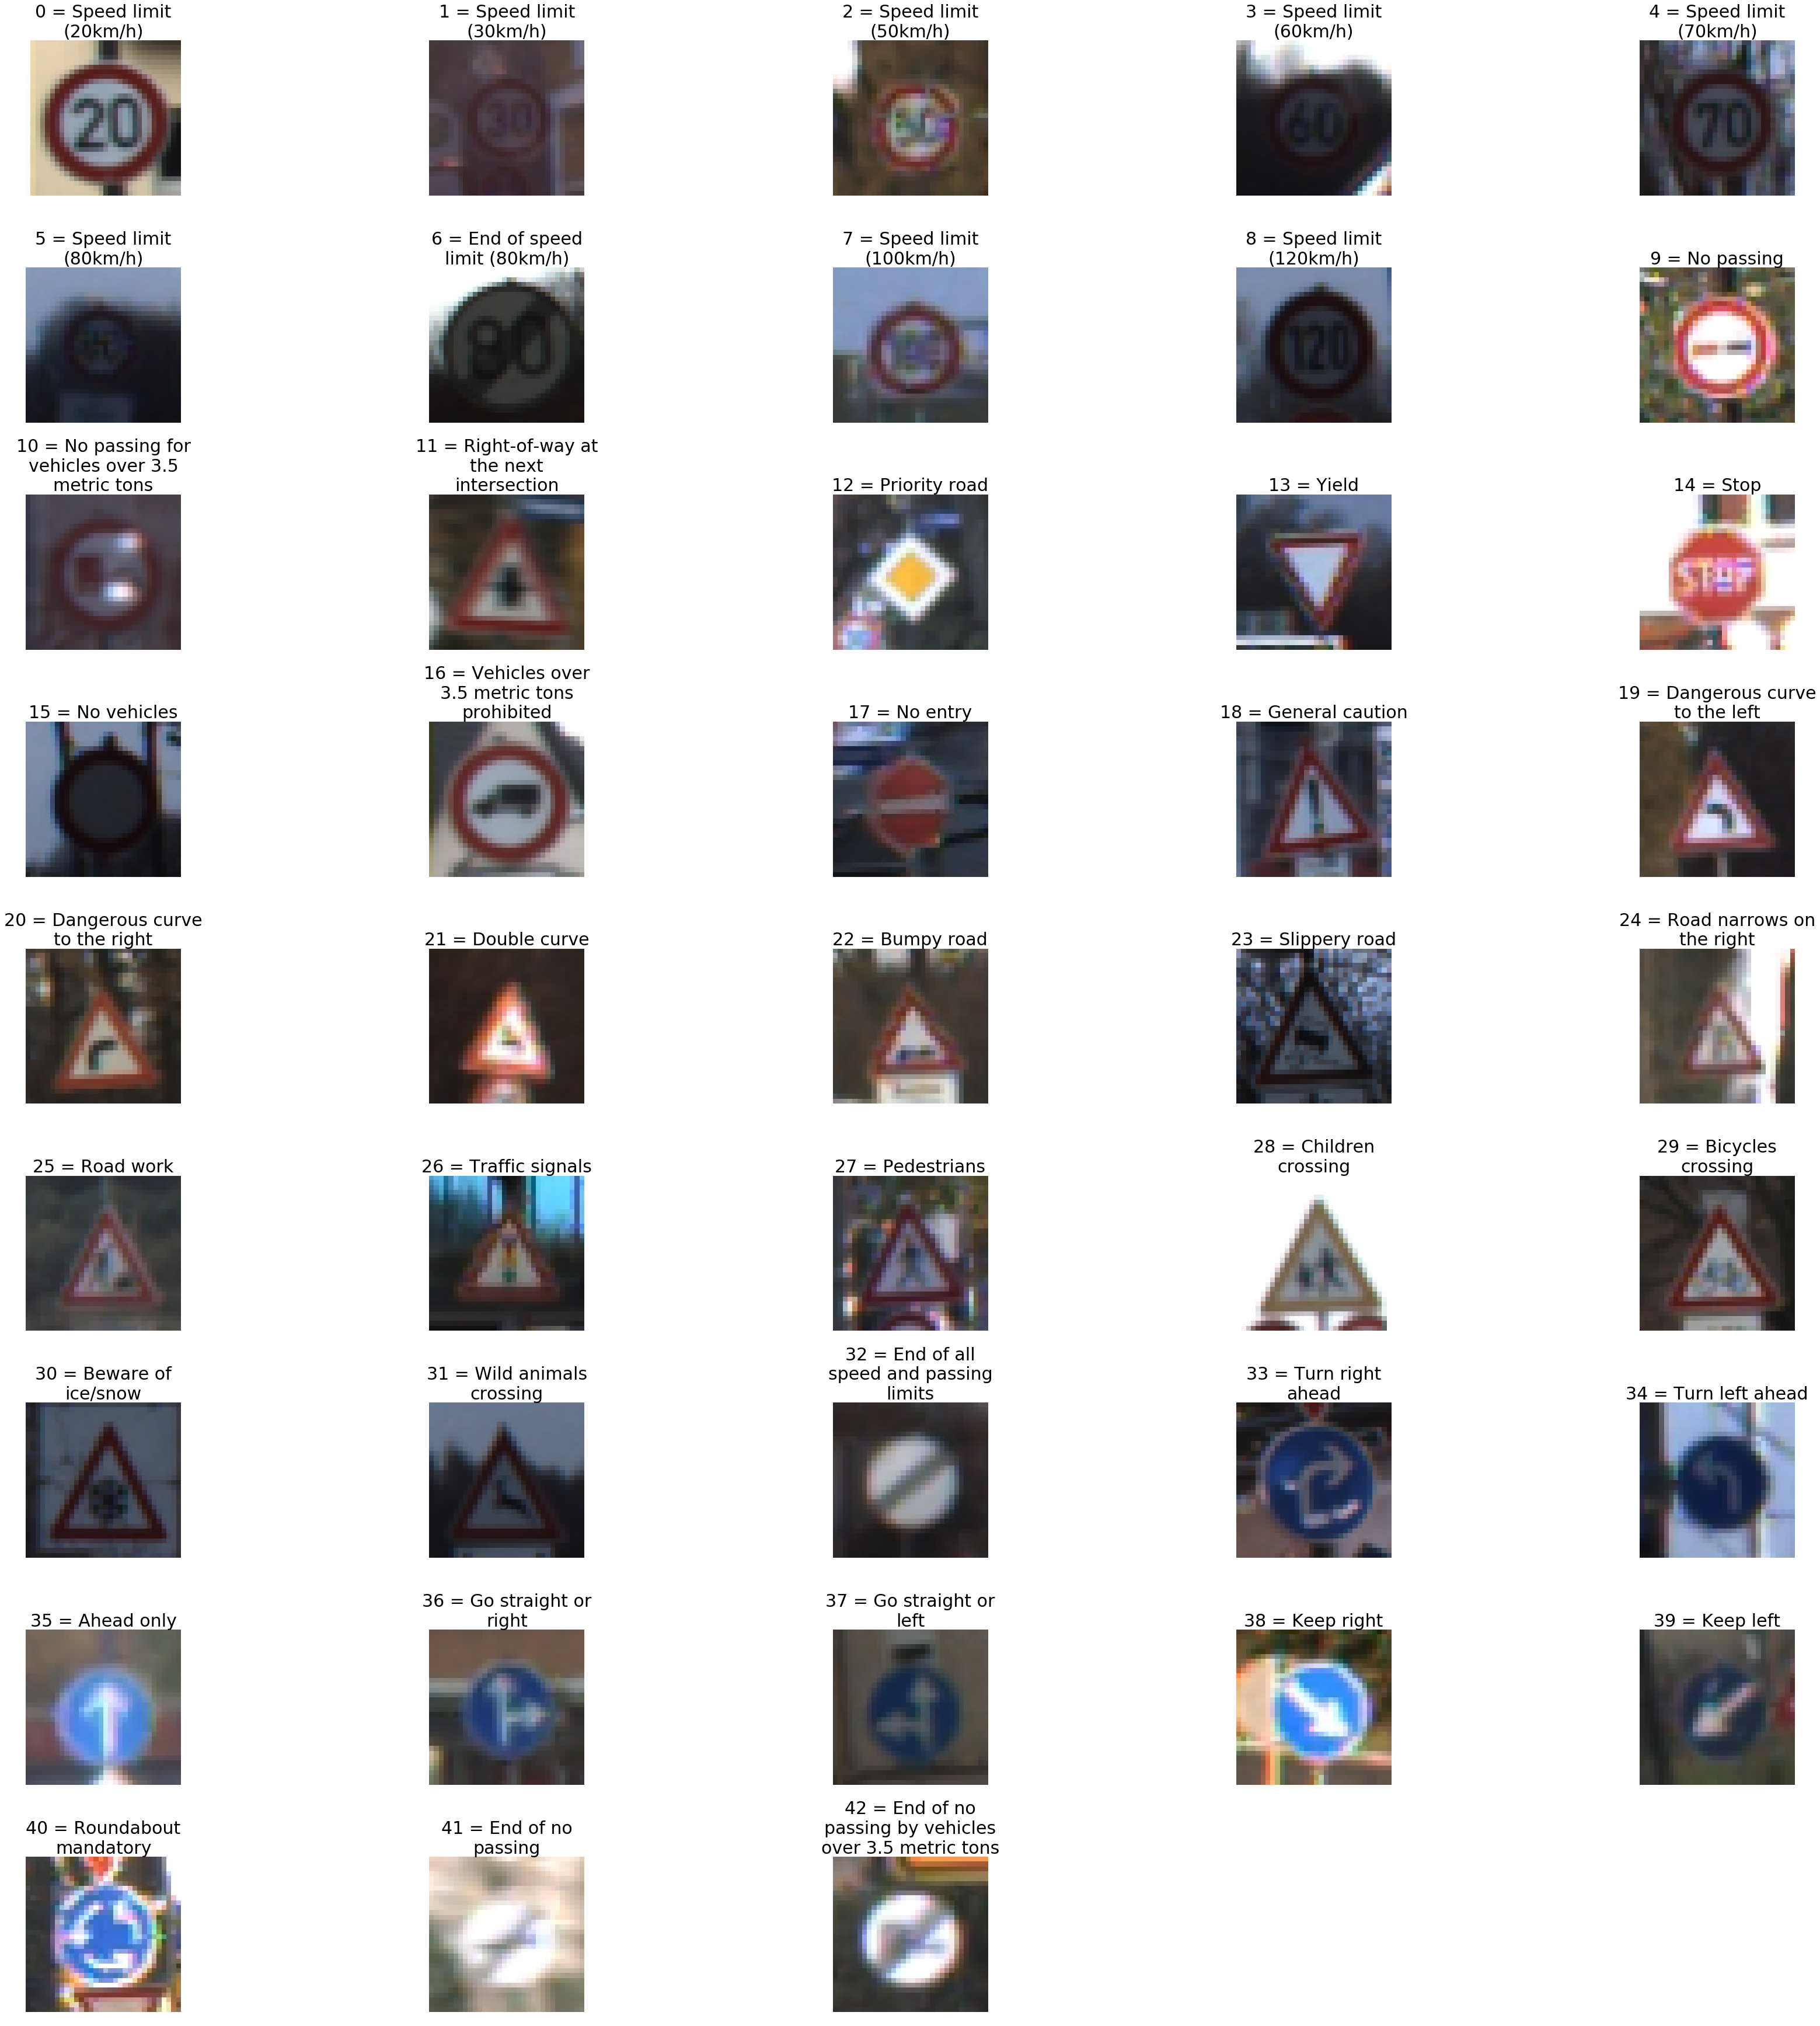 0 = Speed limit
(20km/h)
1 = Speed limit
(30km/h)
2 = Speed limit
(50km/h)
3 = Speed limit
(60km/h)
4 = Speed limit
(70km/h)
20
30
60
70
5 = Speed limit
(80km/h)
6 = End of speed
limit (80km/h)
7 = Speed limit
(100km/h)
8 = Speed limit
(120km/h)
9 = No passing
80
120
10 = No passing for
vehicles over 3.5
metric tons
11 = Right-of-way at
the next
intersection
12 = Priority road
13 = Yield
14 = Stop
STOP
15 = No vehicles
16 = Vehicles over
3.5 metric tons
prohibited
17 = No entry
18 = General caution
19 = Dangerous curve
to the left
20 = Dangerous curve
to the right
21 = Double curve
22 = Bumpy road
23 = Slippery road
24 = Road narrows on
the right
25 = Road work
26 = Traffic signals
27 = Pedestrians
28 = Children
crossing
29 = Bicycles
crossing
30 = Beware of
ice/snow
31 = Wild animals
crossing
32 = End of all
speed and passing
limits
33 = Turn right
ahead
34 = Turn left ahead
35 = Ahead only
36 = Go straight or
right
37 = Go straight or
left
38 = Keep right
39 = Keep left
40 = Roundabout
mandatory
41 = End of no
passing
42 = End of no
passing by vehicles
over 3.5 metric tons